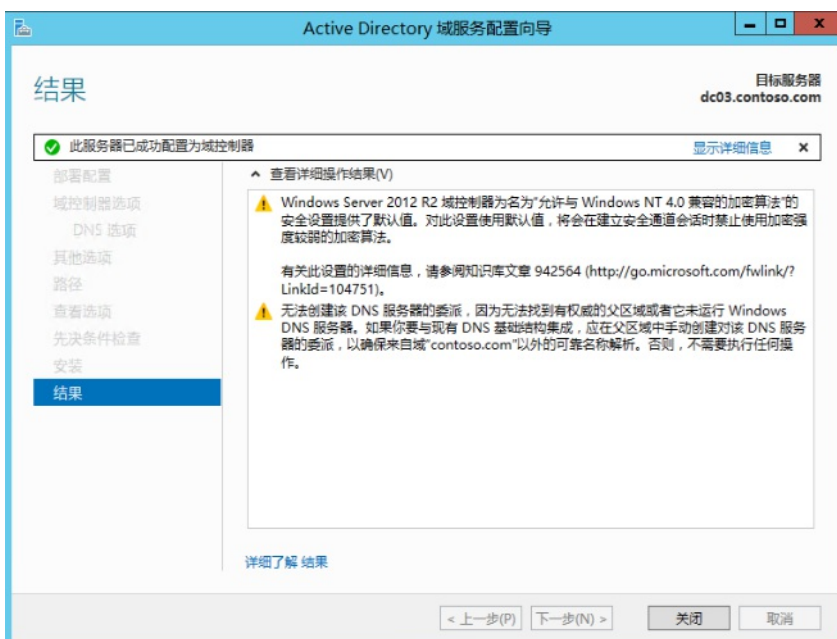 Active Directory 域服务配置向导
结果
目标服务器
dc03.contoso.com
此服务器已成功配置为域控制器
显示详细信息
部署配置
域控制器选项
DNS 选项
其他选项
路径
查看选项
先决条件检查
安装
结果
查看详细操作结果(V)
Windows Server 2012 R2 域控制器为名为"允许与 Windows NT 4.0 兼容的加密算法"的
安全设置提供了默认值。对此设置使用默认值，将会在建立安全通道会话时禁止使用加密强
度较弱的加密算法。
有关此设置的详细信息，请参阅知识库文章 942564 (http://go.microsoft.com/fwlink/?
LinkId=104751)。
无法创建该 DNS 服务器的委派，因为无法找到有权威的父区域或者它未运行 Windows
DNS 服务器。如果你要与现有 DNS 基础结构集成，应在父区域中手动创建对该 DNS 服务
器的委派，以确保来自域"contoso.com"以外的可靠名称解析。否则，不需要执行任何操
作。
详细了解 结果
< 上一步(P)
下一步(N) >
关闭
取消